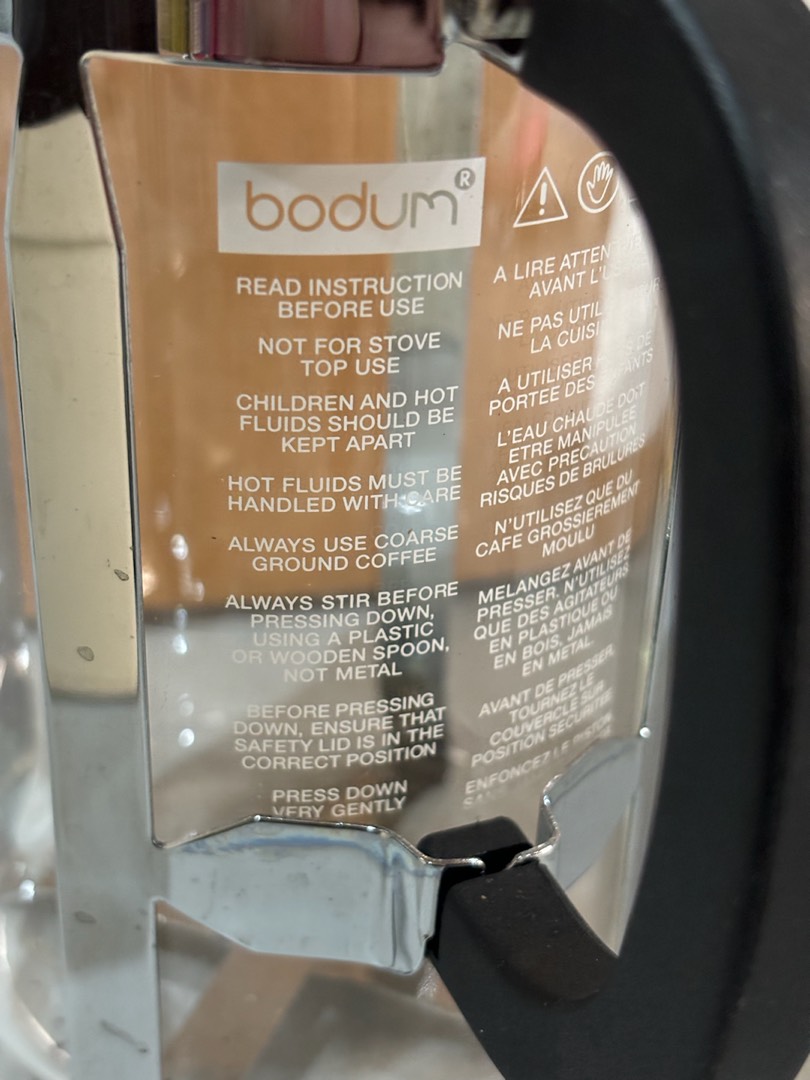 bodum®
READ INSTRUCTION
BEFORE USE
NOT FOR STOVE
TOP USE
CHILDREN AND HOT
FLUIDS SHOULD BE
KEPT APART
HOT FLUIDS MUST BE
HANDLED WITH CARE
ALWAYS USE COARSE
GROUND COFFEE
ALWAYS STIR BEFORE
PRESSING DOWN,
USING A PLASTIC
OR WOODEN SPOON,
NOT METAL
BEFORE PRESSING
DOWN, ENSURE THAT
SAFETY LID IS IN THE
CORRECT POSITION
PRESS DOWN
VERY GENTLY
A LIRE
AVANT
NE PAS
LA
A UTILISER
PORTEE DES
L'EAU CHAUDE DOIT
ETRE MANIPULEE
AVEC PRECAUTION
RISQUES DE BRULURES
N'UTILISEZ QUE DU
CAFE GROSSIEREMENT
MOULU
MELANGEZ AVANT DE
PRESSER. N'UTILISEZ
QUE DES AGITATEURS
EN PLASTIQUE OU
EN BOIS, JAMAIS
EN METAL
AVANT DE PRESSER,
TOURNEZ LE
COUVERCLE SUR
POSITION SECURITEE
ENFONCEZ LE PISTON